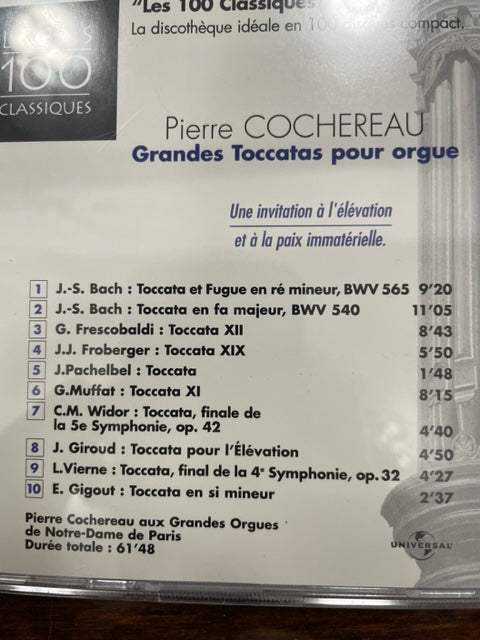 "Les 100 Classiques
La discothèque idéale en 100 disques compact.
LES
100
CLASSIQUES
Pierre COCHEREAU
Grandes Toccatas pour orgue
Une invitation à l'élévation
et à la paix immatérielle.
1 J.-S. Bach : Toccata et Fugue en ré mineur, BWV 565 9'20
2 J.-S. Bach : Toccata en fa majeur, BWV 540 11'05
3 G. Frescobaldi : Toccata XII 8'43
4 J.J. Froberger : Toccata XIX 5'50
5 J.Pachelbel : Toccata 1'48
6 G.Muffat : Toccata XI 8'15
7 C.M. Widor : Toccata, finale de
la 5e Symphonie, op. 42 4'40
8 J. Giroud : Toccata pour l'Élévation 4'50
9 L.Vierne : Toccata, final de la 4e Symphonie, op.32 4'27
10 E. Gigout : Toccata en si mineur 2'37
Pierre Cochereau aux Grandes Orgues
de Notre-Dame de Paris
Durée totale : 61'48
UNIVERSAL